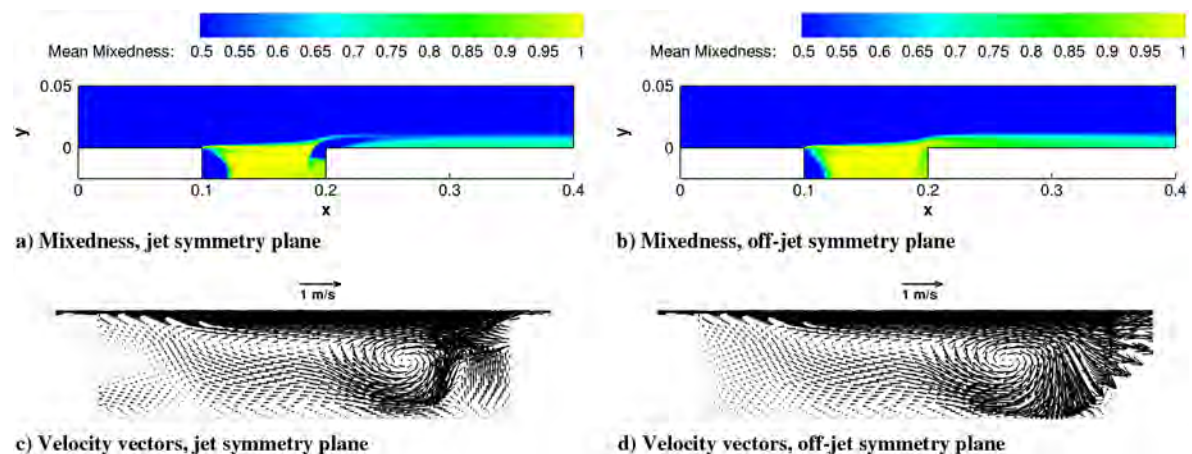 Mean Mixedness: 0.5 0.55 0.6 0.65 0.7 0.75 0.8 0.85 0.9 0.95 1
0.05
y
0
0 0.1 0.2 0.3 0.4
x
a) Mixedness, jet symmetry plane
Mean Mixedness: 0.5 0.55 0.6 0.65 0.7 0.75 0.8 0.85 0.9 0.95 1
0.05
y
0
0 0.1 0.2 0.3 0.4
x
b) Mixedness, off-jet symmetry plane
1 m/s
c) Velocity vectors, jet symmetry plane
1 m/s
d) Velocity vectors, off-jet symmetry plane